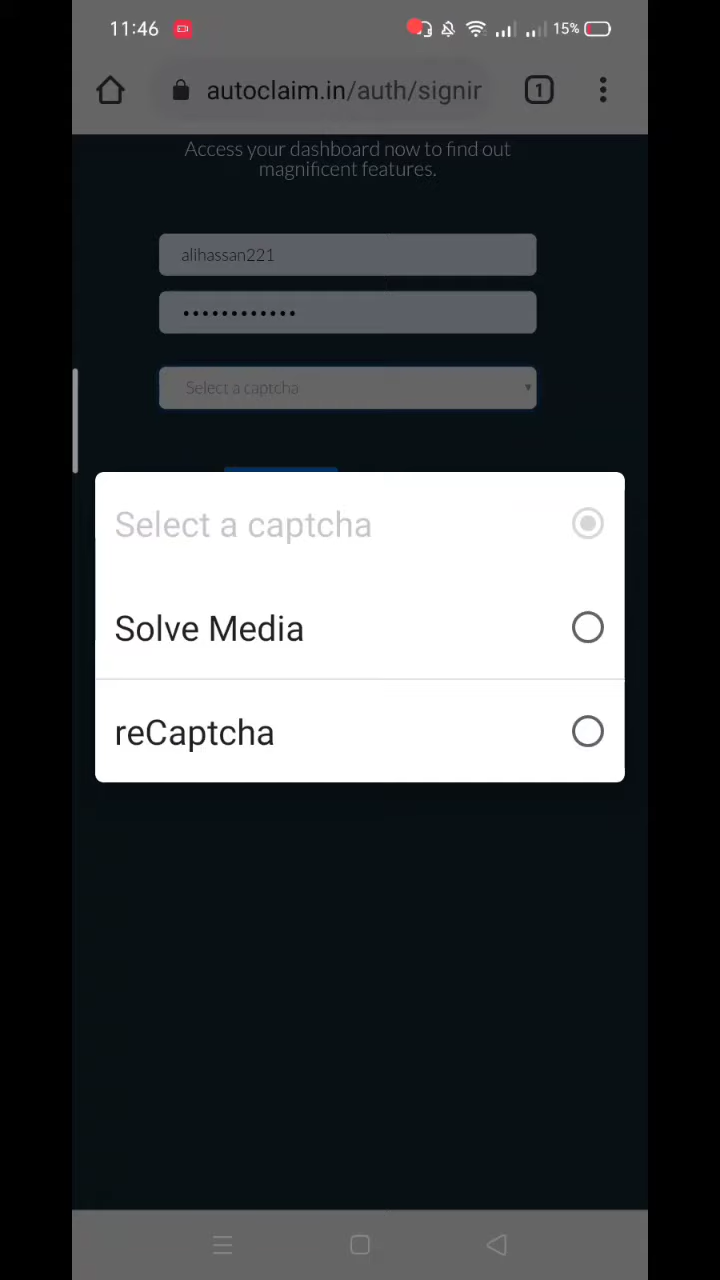 11:46
15%
autoclaim.in/auth/signir
1
Access your dashboard now to find out
magnificent features.
alihassan221
••••••••••••
Select a captcha
Select a captcha
Solve Media
reCaptcha